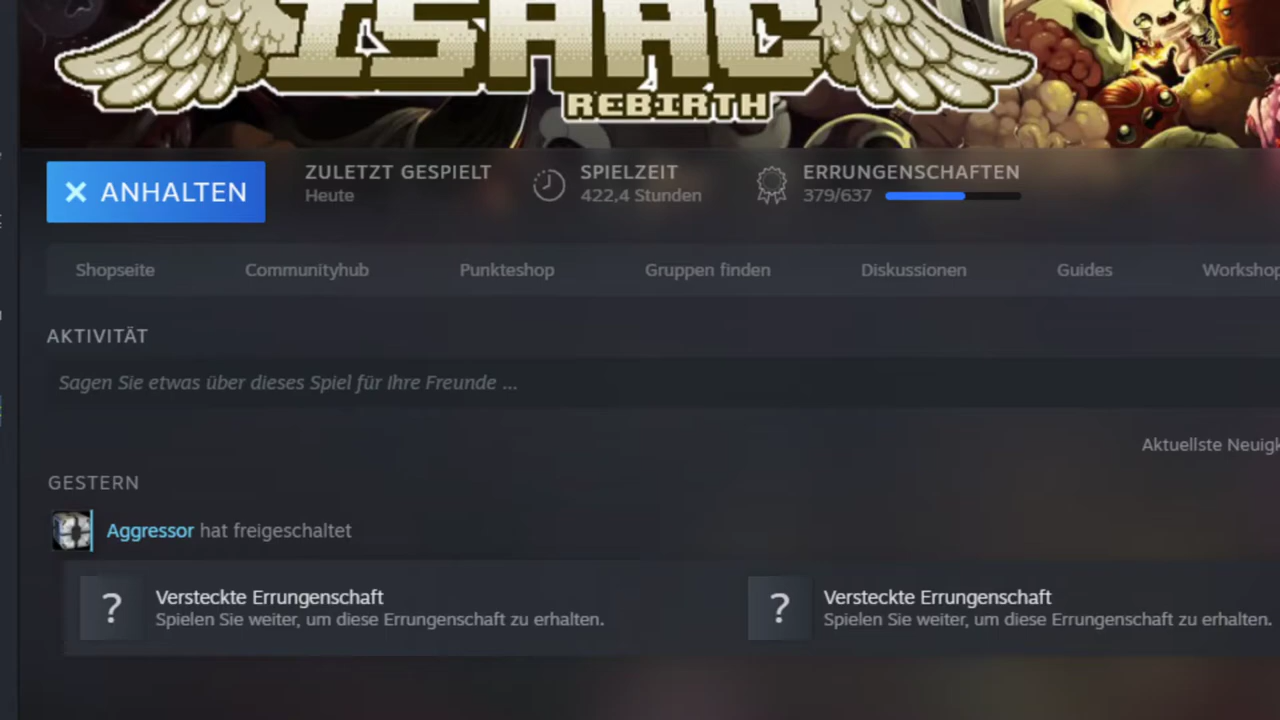 ISAAC
REBIRTH
ANHALTEN
ZULETZT GESPIELT
Heute
SPIELZEIT
422,4 Stunden
ERRUNGENSCHAFTEN
379/637
Shopseite Communityhub Punkteshop Gruppen finden Diskussionen Guides Workshop
AKTIVITÄT
Sagen Sie etwas über dieses Spiel für Ihre Freunde ...
Aktuellste
GESTERN
Aggressor hat freigeschaltet
? Versteckte Errungenschaft
Spielen Sie weiter, um diese Errungenschaft zu erhalten.
? Versteckte Errungenschaft
Spielen Sie weiter, um diese Errungenschaft zu erhalten.